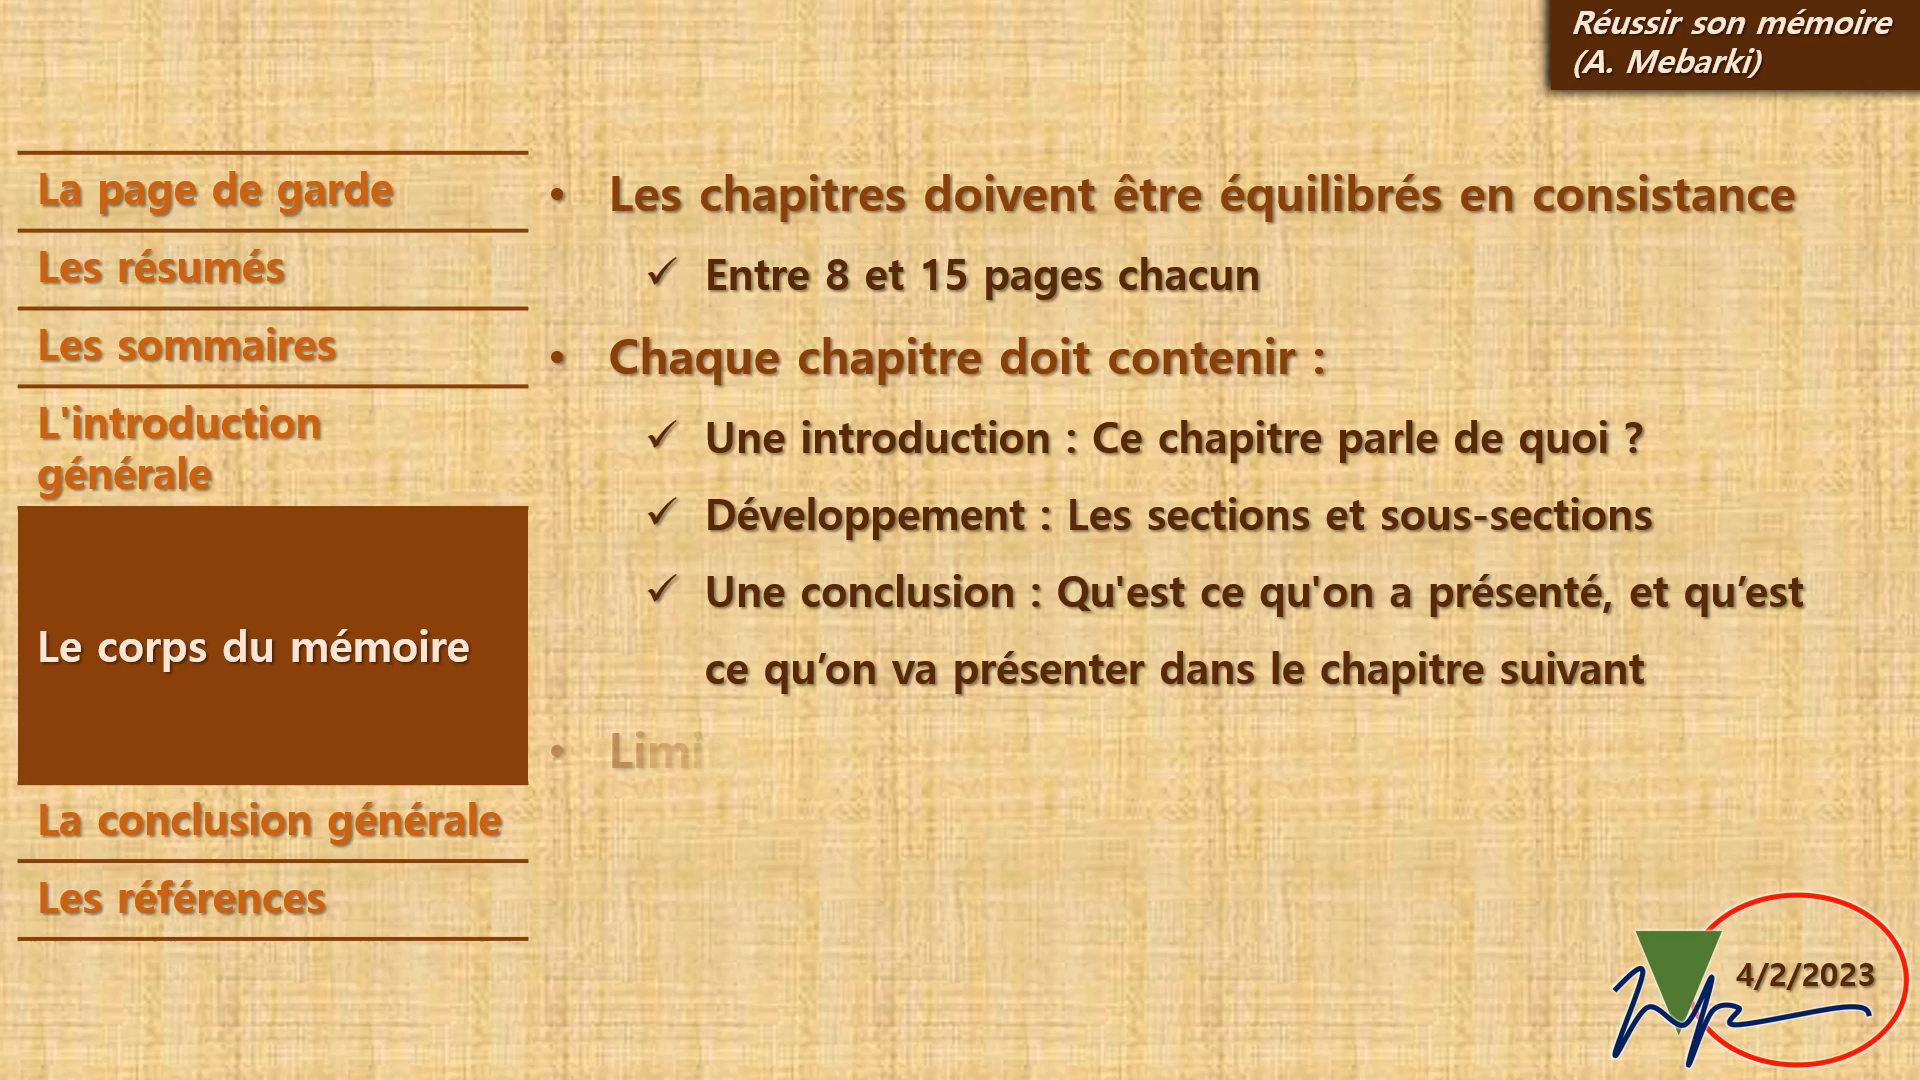 Réussir son mémoire
(A. Mebarki)
La page de garde
Les résumés
Les sommaires
L'introduction
générale
Le corps du mémoire
La conclusion générale
Les références
• Les chapitres doivent être équilibrés en consistance
✓ Entre 8 et 15 pages chacun
• Chaque chapitre doit contenir :
✓ Une introduction : Ce chapitre parle de quoi ?
✓ Développement : Les sections et sous-sections
✓ Une conclusion : Qu'est ce qu'on a présenté, et qu’est
ce qu’on va présenter dans le chapitre suivant
• Limi
4/2/2023